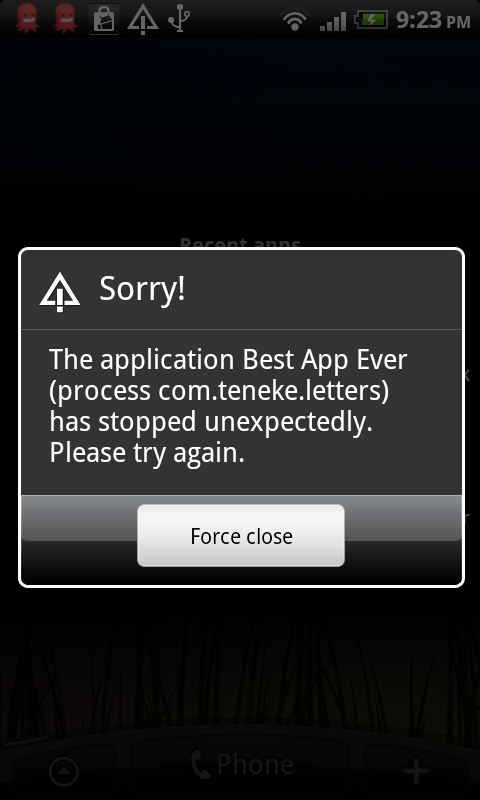 9:23 PM
Recent apps
Sorry!
The application Best App Ever
(process com.teneke.letters)
has stopped unexpectedly.
Please try again.
Force close
Phone